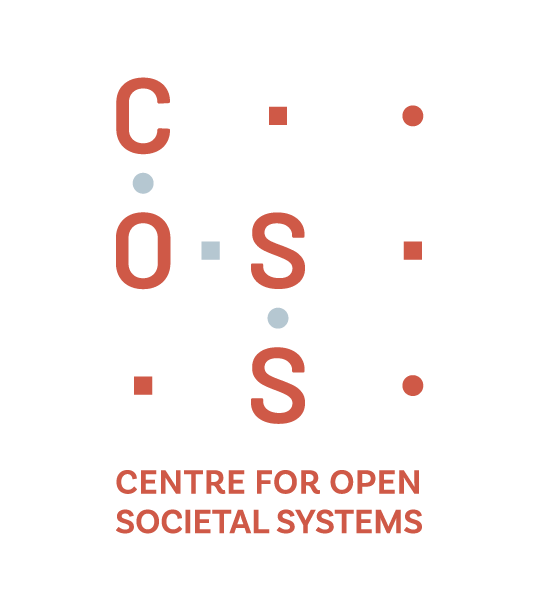 C
O S
S
CENTRE FOR OPEN
SOCIETAL SYSTEMS